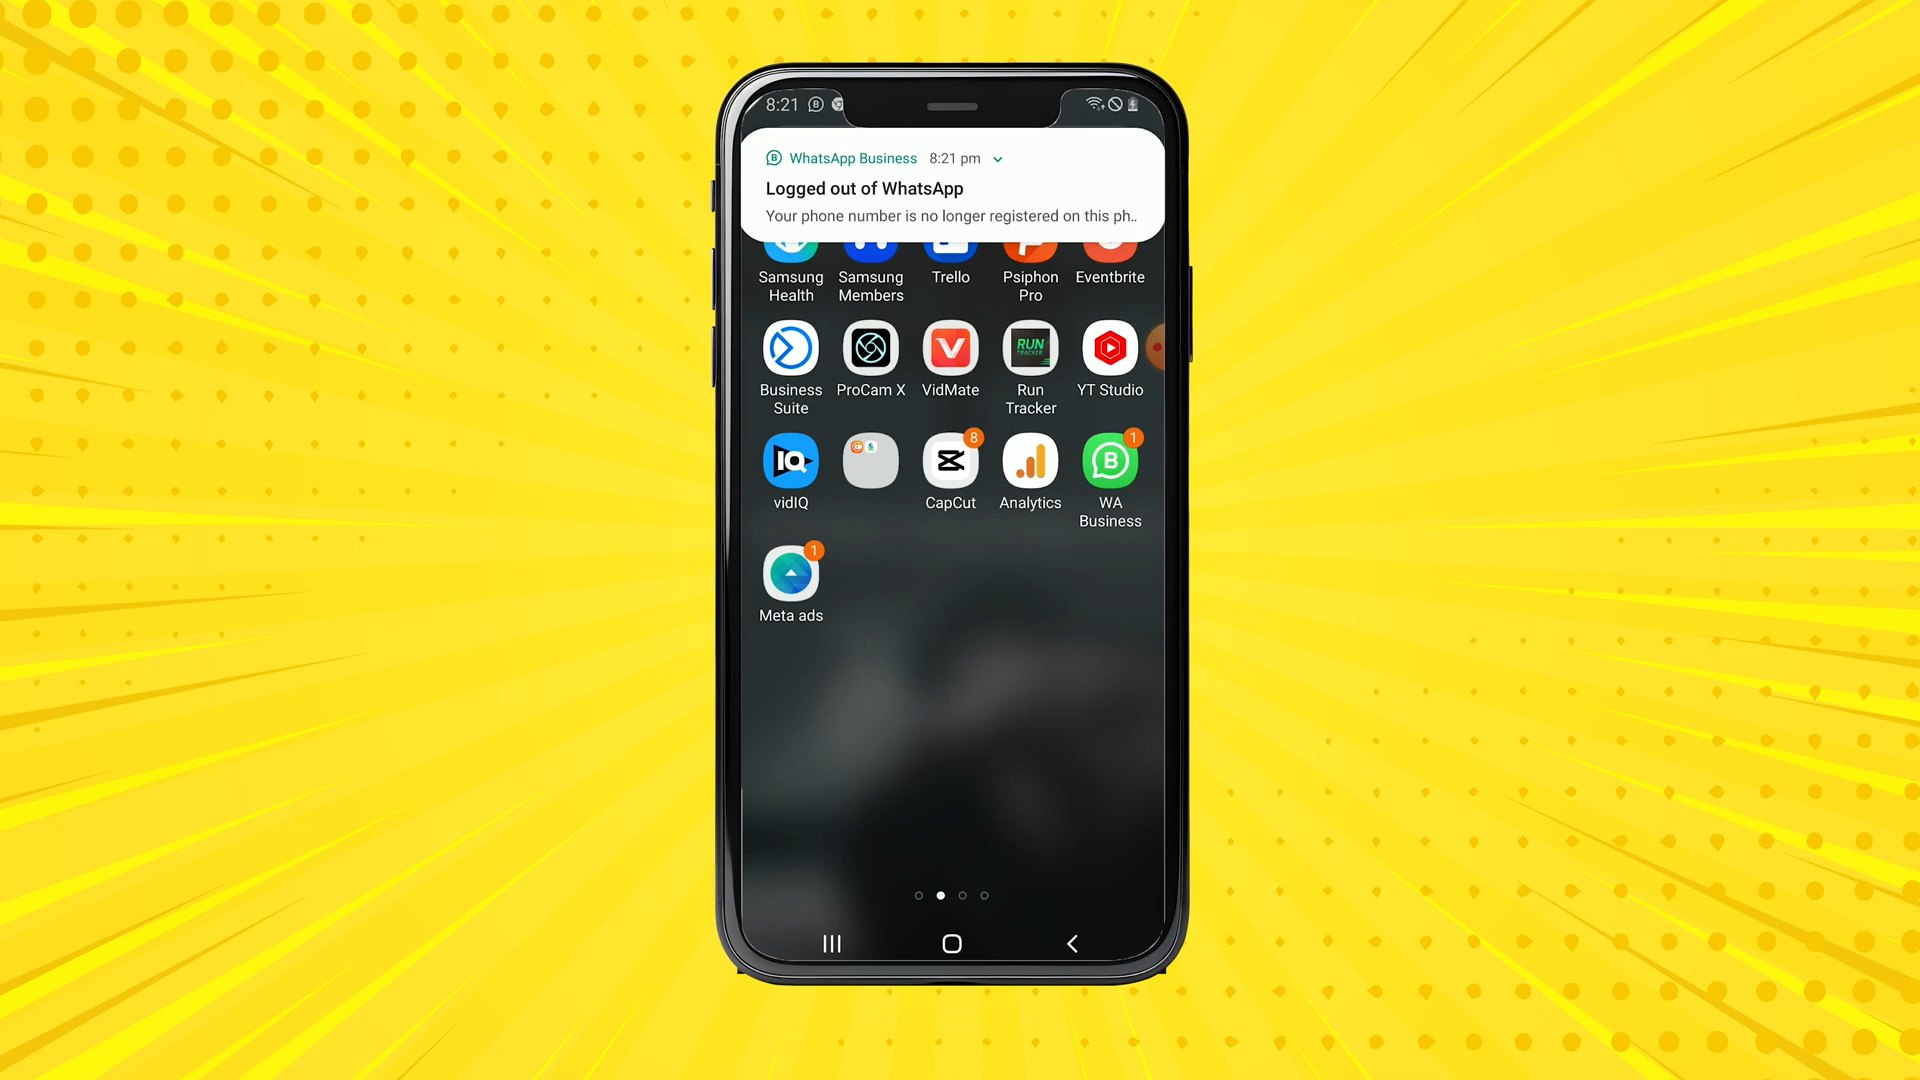 8:21
WhatsApp Business 8:21 pm
Logged out of WhatsApp
Your phone number is no longer registered on this ph..
Samsung Health
Samsung Members
Trello
Psiphon Pro
Eventbrite
RUN
TRACKER
Business Suite
ProCam X
VidMate
Run Tracker
YT Studio
IQ
8
B
1
vidIQ
CapCut
Analytics
WA Business
1
Meta ads